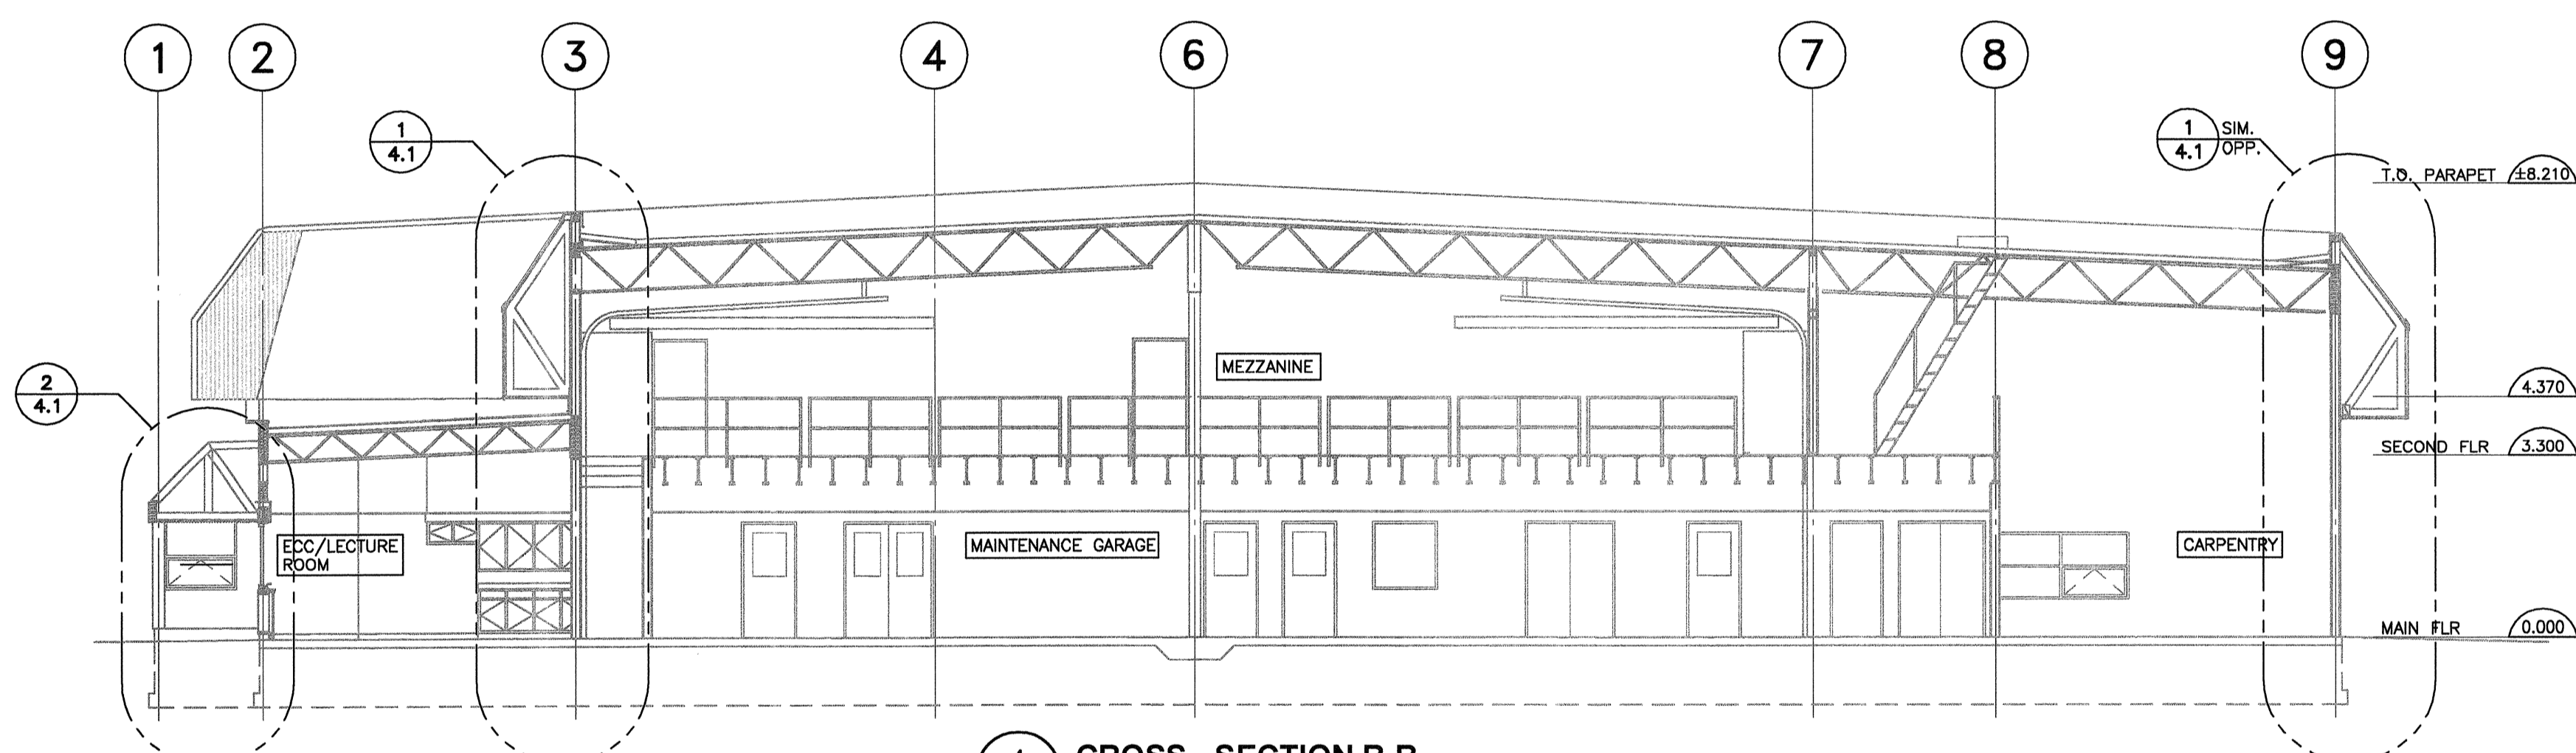 1 2 3 4 6 7 8 9
1
4.1
1 SIM.
4.1 OPP.
T.O. PARAPET ±8.210
2
4.1
MEZZANINE
4.370
SECOND FLR 3.300
ECC/LECTURE
ROOM
MAINTENANCE GARAGE
CARPENTRY
MAIN FLR 0.000